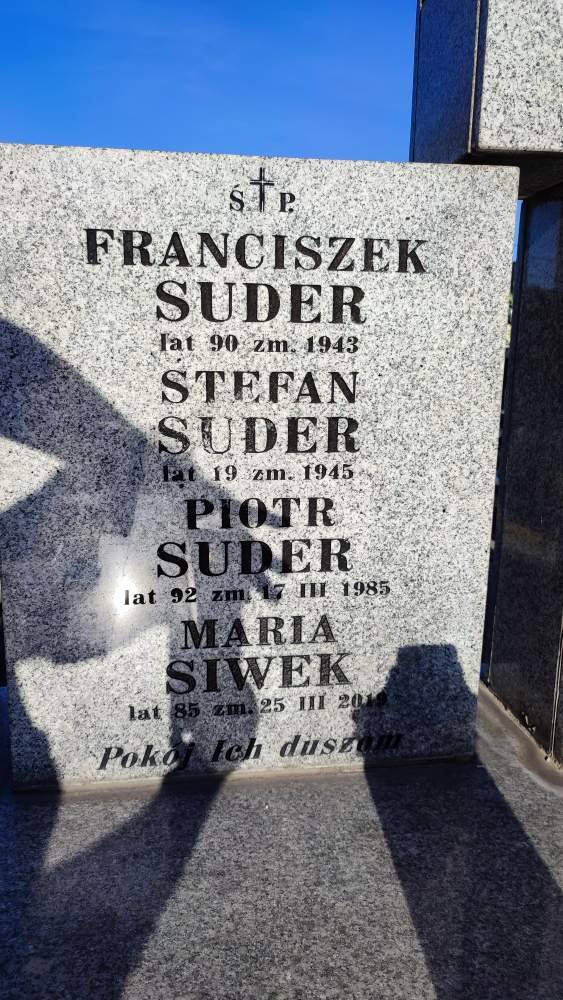 Ś P.
FRANCISZEK
SUDER
lat 90 zm. 1943
STEFAN
SUDER
lat 19 zm. 1945
PIOTR
SUDER
lat 92 zm. 17 III 1985
MARIA
SIWEK
lat 85 zm. 25 III 2019
Pokój Ich duszom